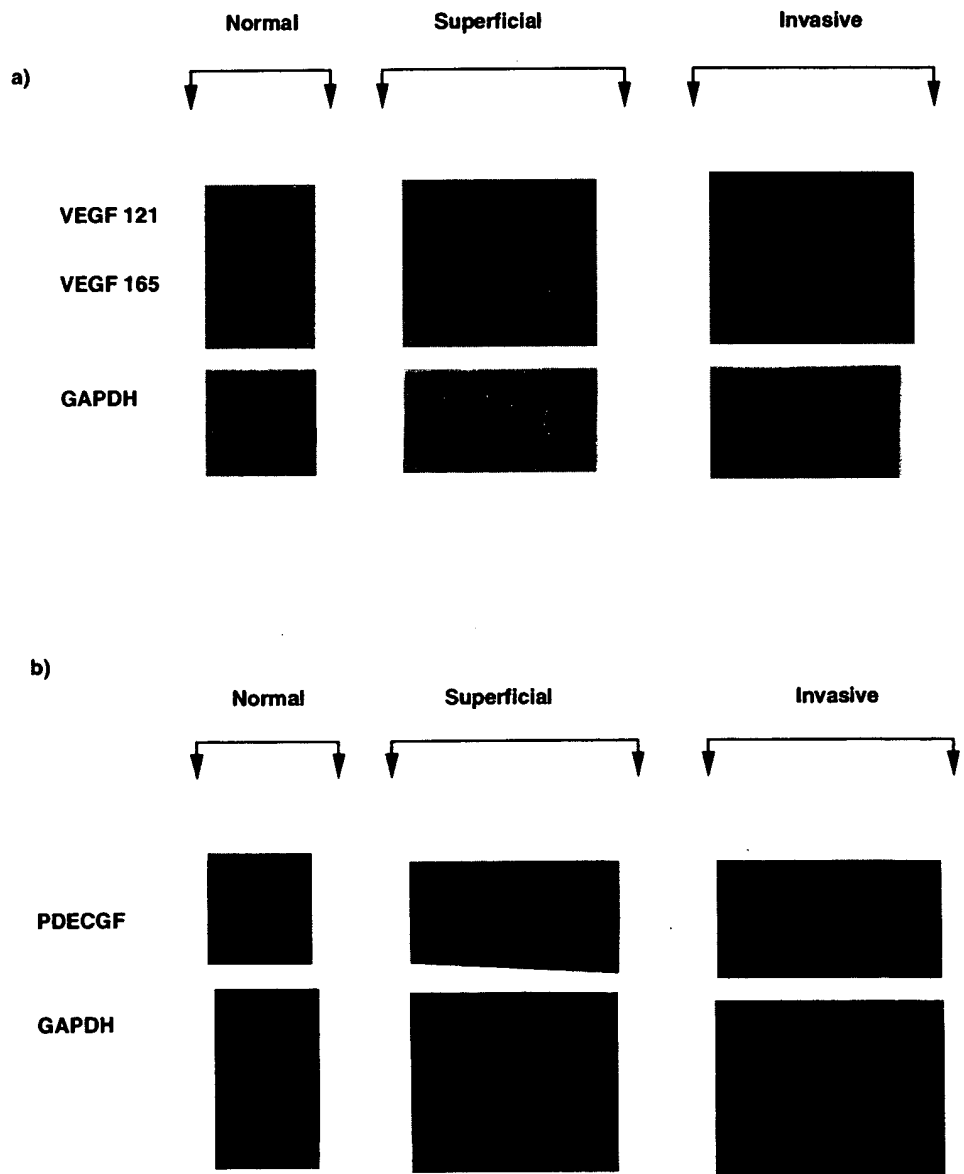 Normal Superficial Invasive
a)
VEGF 121
VEGF 165
GAPDH
b)
Normal Superficial Invasive
PDECGF
GAPDH